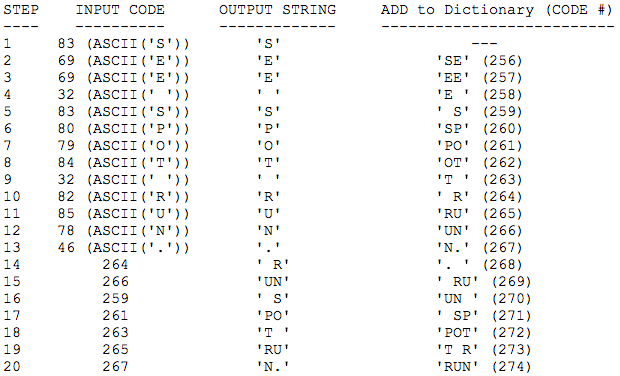 STEP INPUT CODE OUTPUT STRING ADD to Dictionary (CODE #)
---- ---------- ------------- --------------------------
1 83 (ASCII('S')) 'S' ---
2 69 (ASCII('E')) 'E' 'SE' (256)
3 69 (ASCII('E')) 'E' 'EE' (257)
4 32 (ASCII(' ')) ' ' 'E ' (258)
5 83 (ASCII('S')) 'S' ' S' (259)
6 80 (ASCII('P')) 'P' 'SP' (260)
7 79 (ASCII('O')) 'O' 'PO' (261)
8 84 (ASCII('T')) 'T' 'OT' (262)
9 32 (ASCII(' ')) ' ' 'T ' (263)
10 82 (ASCII('R')) 'R' ' R' (264)
11 85 (ASCII('U')) 'U' 'RU' (265)
12 78 (ASCII('N')) 'N' 'UN' (266)
13 46 (ASCII('.')) '.' 'N.' (267)
14 264 ' R' '. ' (268)
15 266 'UN' ' RU' (269)
16 259 ' S' 'UN ' (270)
17 261 'PO' ' SP' (271)
18 263 'T ' 'POT' (272)
19 265 'RU' 'T R' (273)
20 267 'N.' 'RUN' (274)